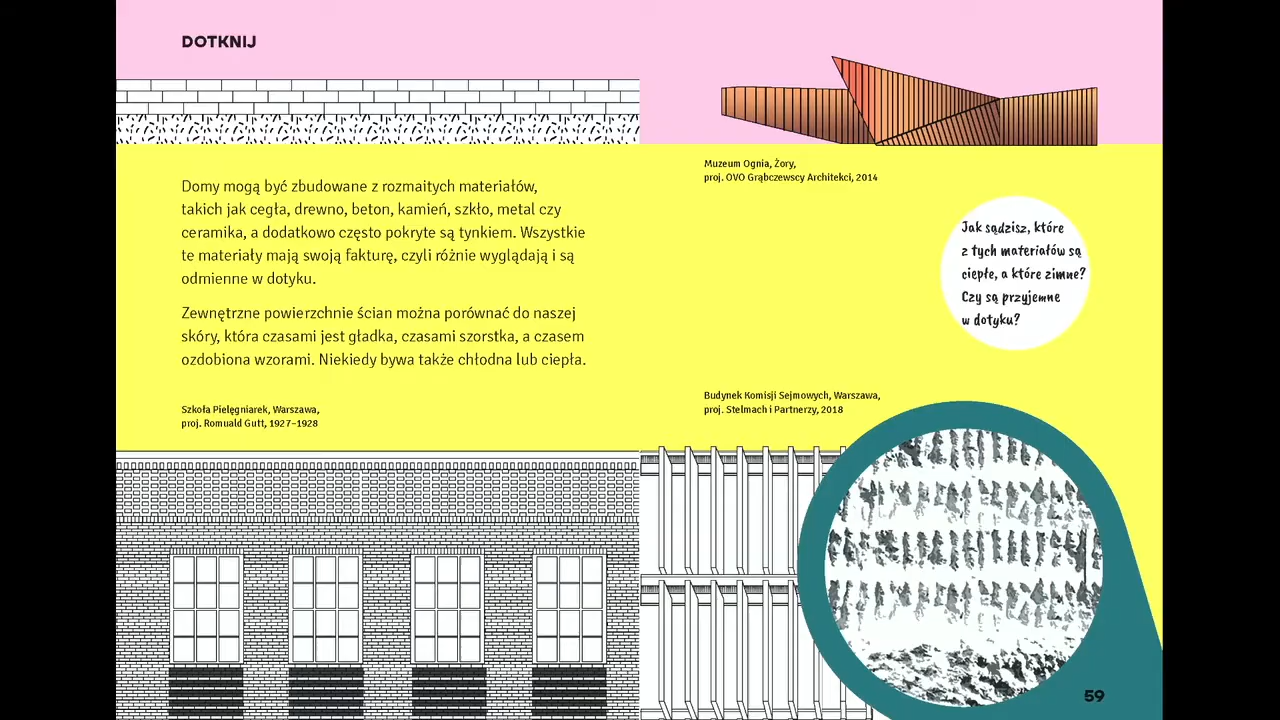 DOTKNIJ
Domy mogą być zbudowane z rozmaitych materiałów,
takich jak cegła, drewno, beton, kamień, szkło, metal czy
ceramika, a dodatkowo często pokryte są tynkiem. Wszystkie
te materiały mają swoją fakturę, czyli różnie wyglądają i są
odmienne w dotyku.
Zewnętrzne powierzchnie ścian można porównać do naszej
skóry, która czasami jest gładka, czasami szorstka, a czasem
ozdobiona wzorami. Niekiedy bywa także chłodna lub ciepła.
Szkoła Pielęgniarek, Warszawa,
proj. Romuald Gutt, 1927–1928
Muzeum Ognia, Żory,
proj. OVO Grąbczewscy Architekci, 2014
Jak sądzisz, które
z tych materiałów są
ciepłe, a które zimne?
Czy są przyjemne
w dotyku?
Budynek Komisji Sejmowych, Warszawa,
proj. Stelmach i Partnerzy, 2018
59